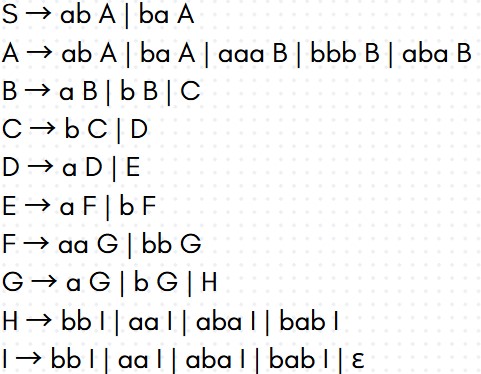 S → ab A | ba A
A → ab A | ba A | aaa B | bbb B | aba B
B → a B | b B | C
C → b C | D
D → a D | E
E → a F | b F
F → aa G | bb G
G → a G | b G | H
H → bb I | aa I | aba I | bab I
I → bb I | aa I | aba I | bab I | ε